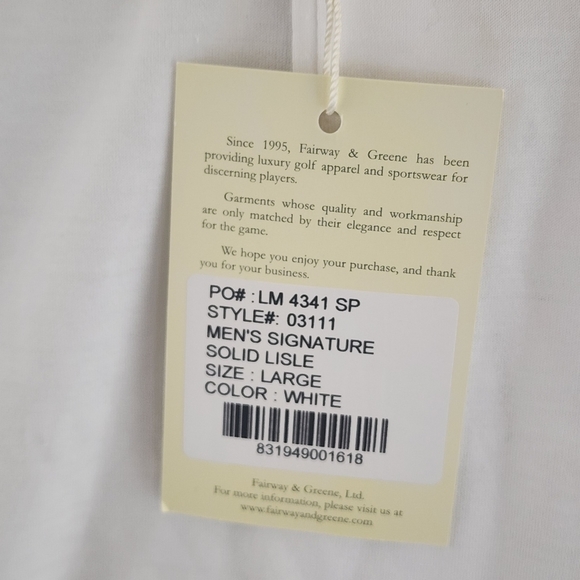 Since 1995, Fairway & Greene has been
providing luxury golf apparel and sportswear for
discerning players.
Garments whose quality and workmanship
are only matched by their elegance and respect
for the game.
We hope you enjoy your purchase, and thank
you for your business.
PO# : LM 4341 SP
STYLE#: 03111
MEN'S SIGNATURE
SOLID LISLE
SIZE : LARGE
COLOR : WHITE
831949001618
Fairway & Greene, Ltd.
For more information, please visit us at
www.fairwayandgreene.com